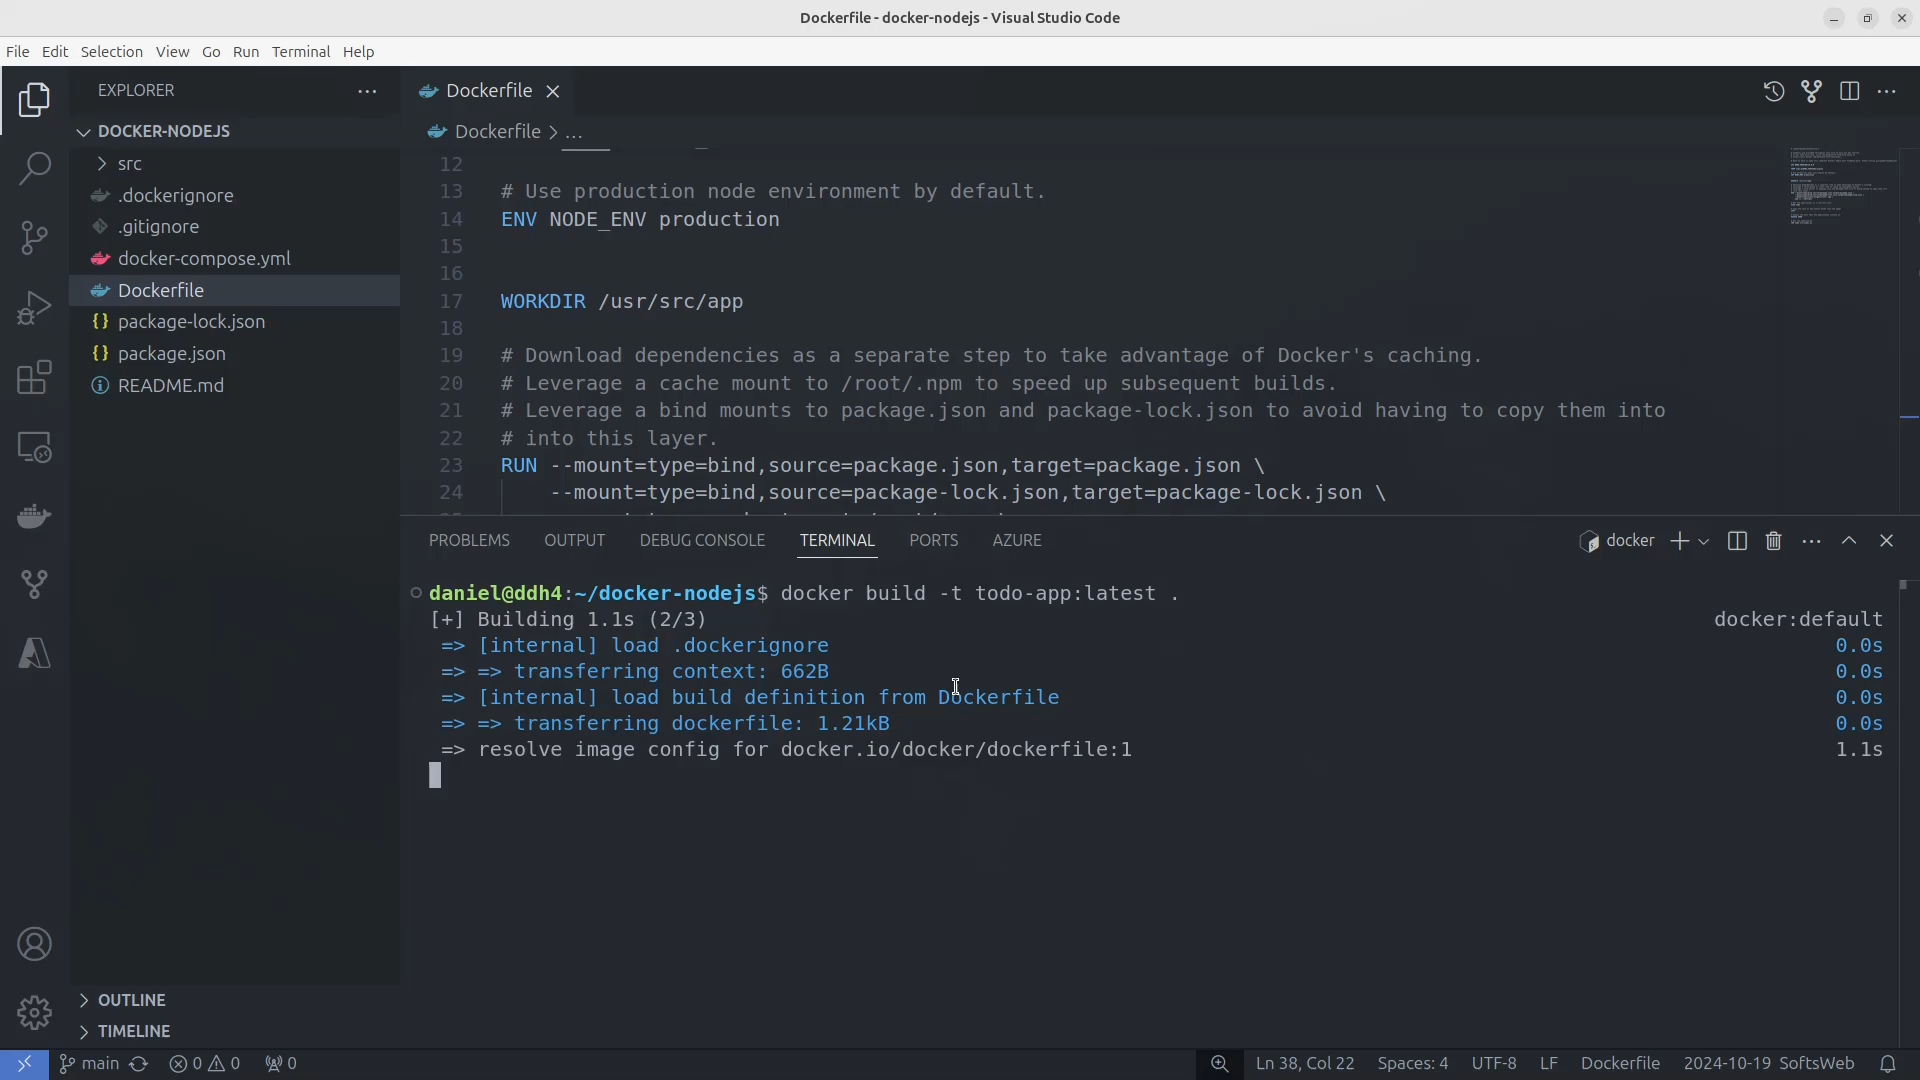 Dockerfile - docker-nodejs - Visual Studio Code
File Edit Selection View Go Run Terminal Help
EXPLORER
DOCKER-NODEJS
src
.dockerignore
.gitignore
docker-compose.yml
Dockerfile
package-lock.json
package.json
README.md
OUTLINE
TIMELINE
Dockerfile
Dockerfile > ...
12
13 # Use production node environment by default.
14 ENV NODE_ENV production
15
16
17 WORKDIR /usr/src/app
18
19 # Download dependencies as a separate step to take advantage of Docker's caching.
20 # Leverage a cache mount to /root/.npm to speed up subsequent builds.
21 # Leverage a bind mounts to package.json and package-lock.json to avoid having to copy them into
22 # into this layer.
23 RUN --mount=type=bind,source=package.json,target=package.json \
24 --mount=type=bind,source=package-lock.json,target=package-lock.json \
PROBLEMS OUTPUT DEBUG CONSOLE TERMINAL PORTS AZURE docker
daniel@ddh4:~/docker-nodejs$ docker build -t todo-app:latest .
[+] Building 1.1s (2/3) docker:default
=> [internal] load .dockerignore 0.0s
=> => transferring context: 662B 0.0s
=> [internal] load build definition from Dockerfile 0.0s
=> => transferring dockerfile: 1.21kB 0.0s
=> resolve image config for docker.io/docker/dockerfile:1 1.1s
main 0 0 0 Ln 38, Col 22 Spaces: 4 UTF-8 LF Dockerfile 2024-10-19 SoftsWeb